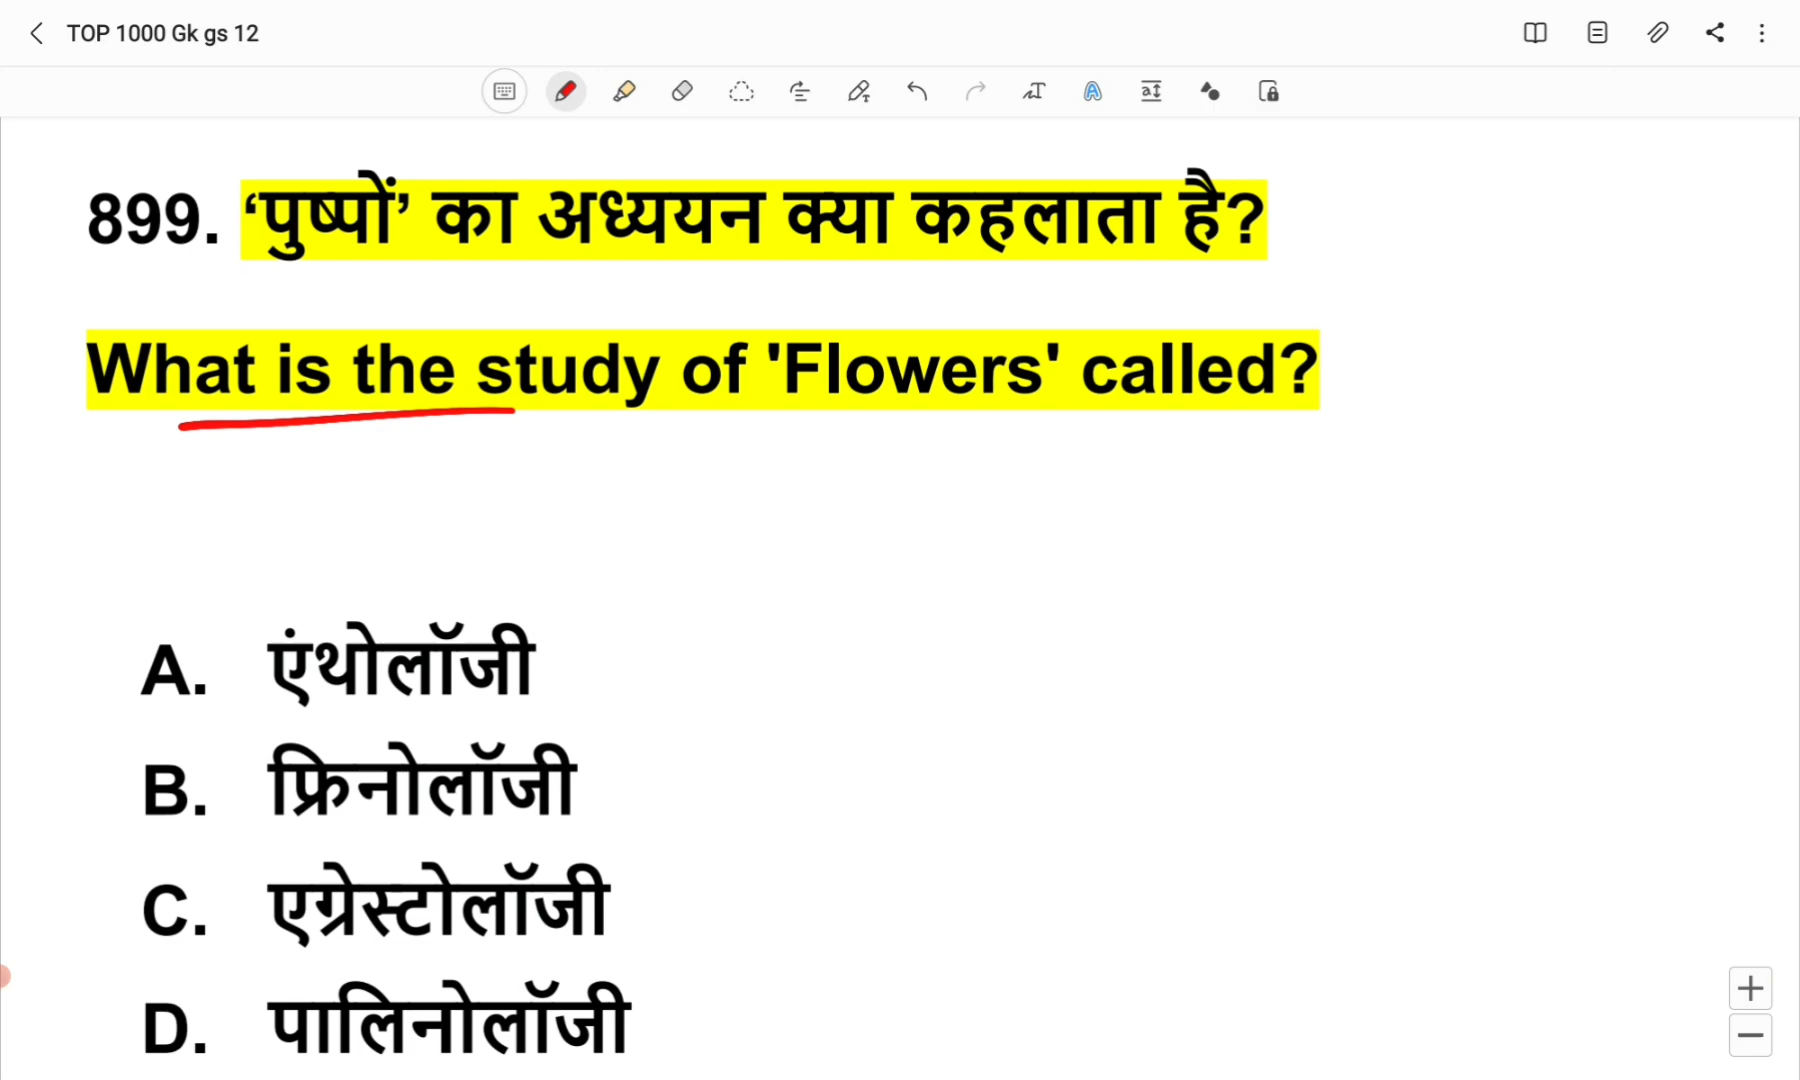 TOP 1000 Gk gs 12
899. ‘पुष्पों’ का अध्ययन क्या कहलाता है?
What is the study of 'Flowers' called?
A. एंथोलॉजी
B. फ्रिनोलॉजी
C. एग्रेस्टोलॉजी
D. पालिनोलॉजी